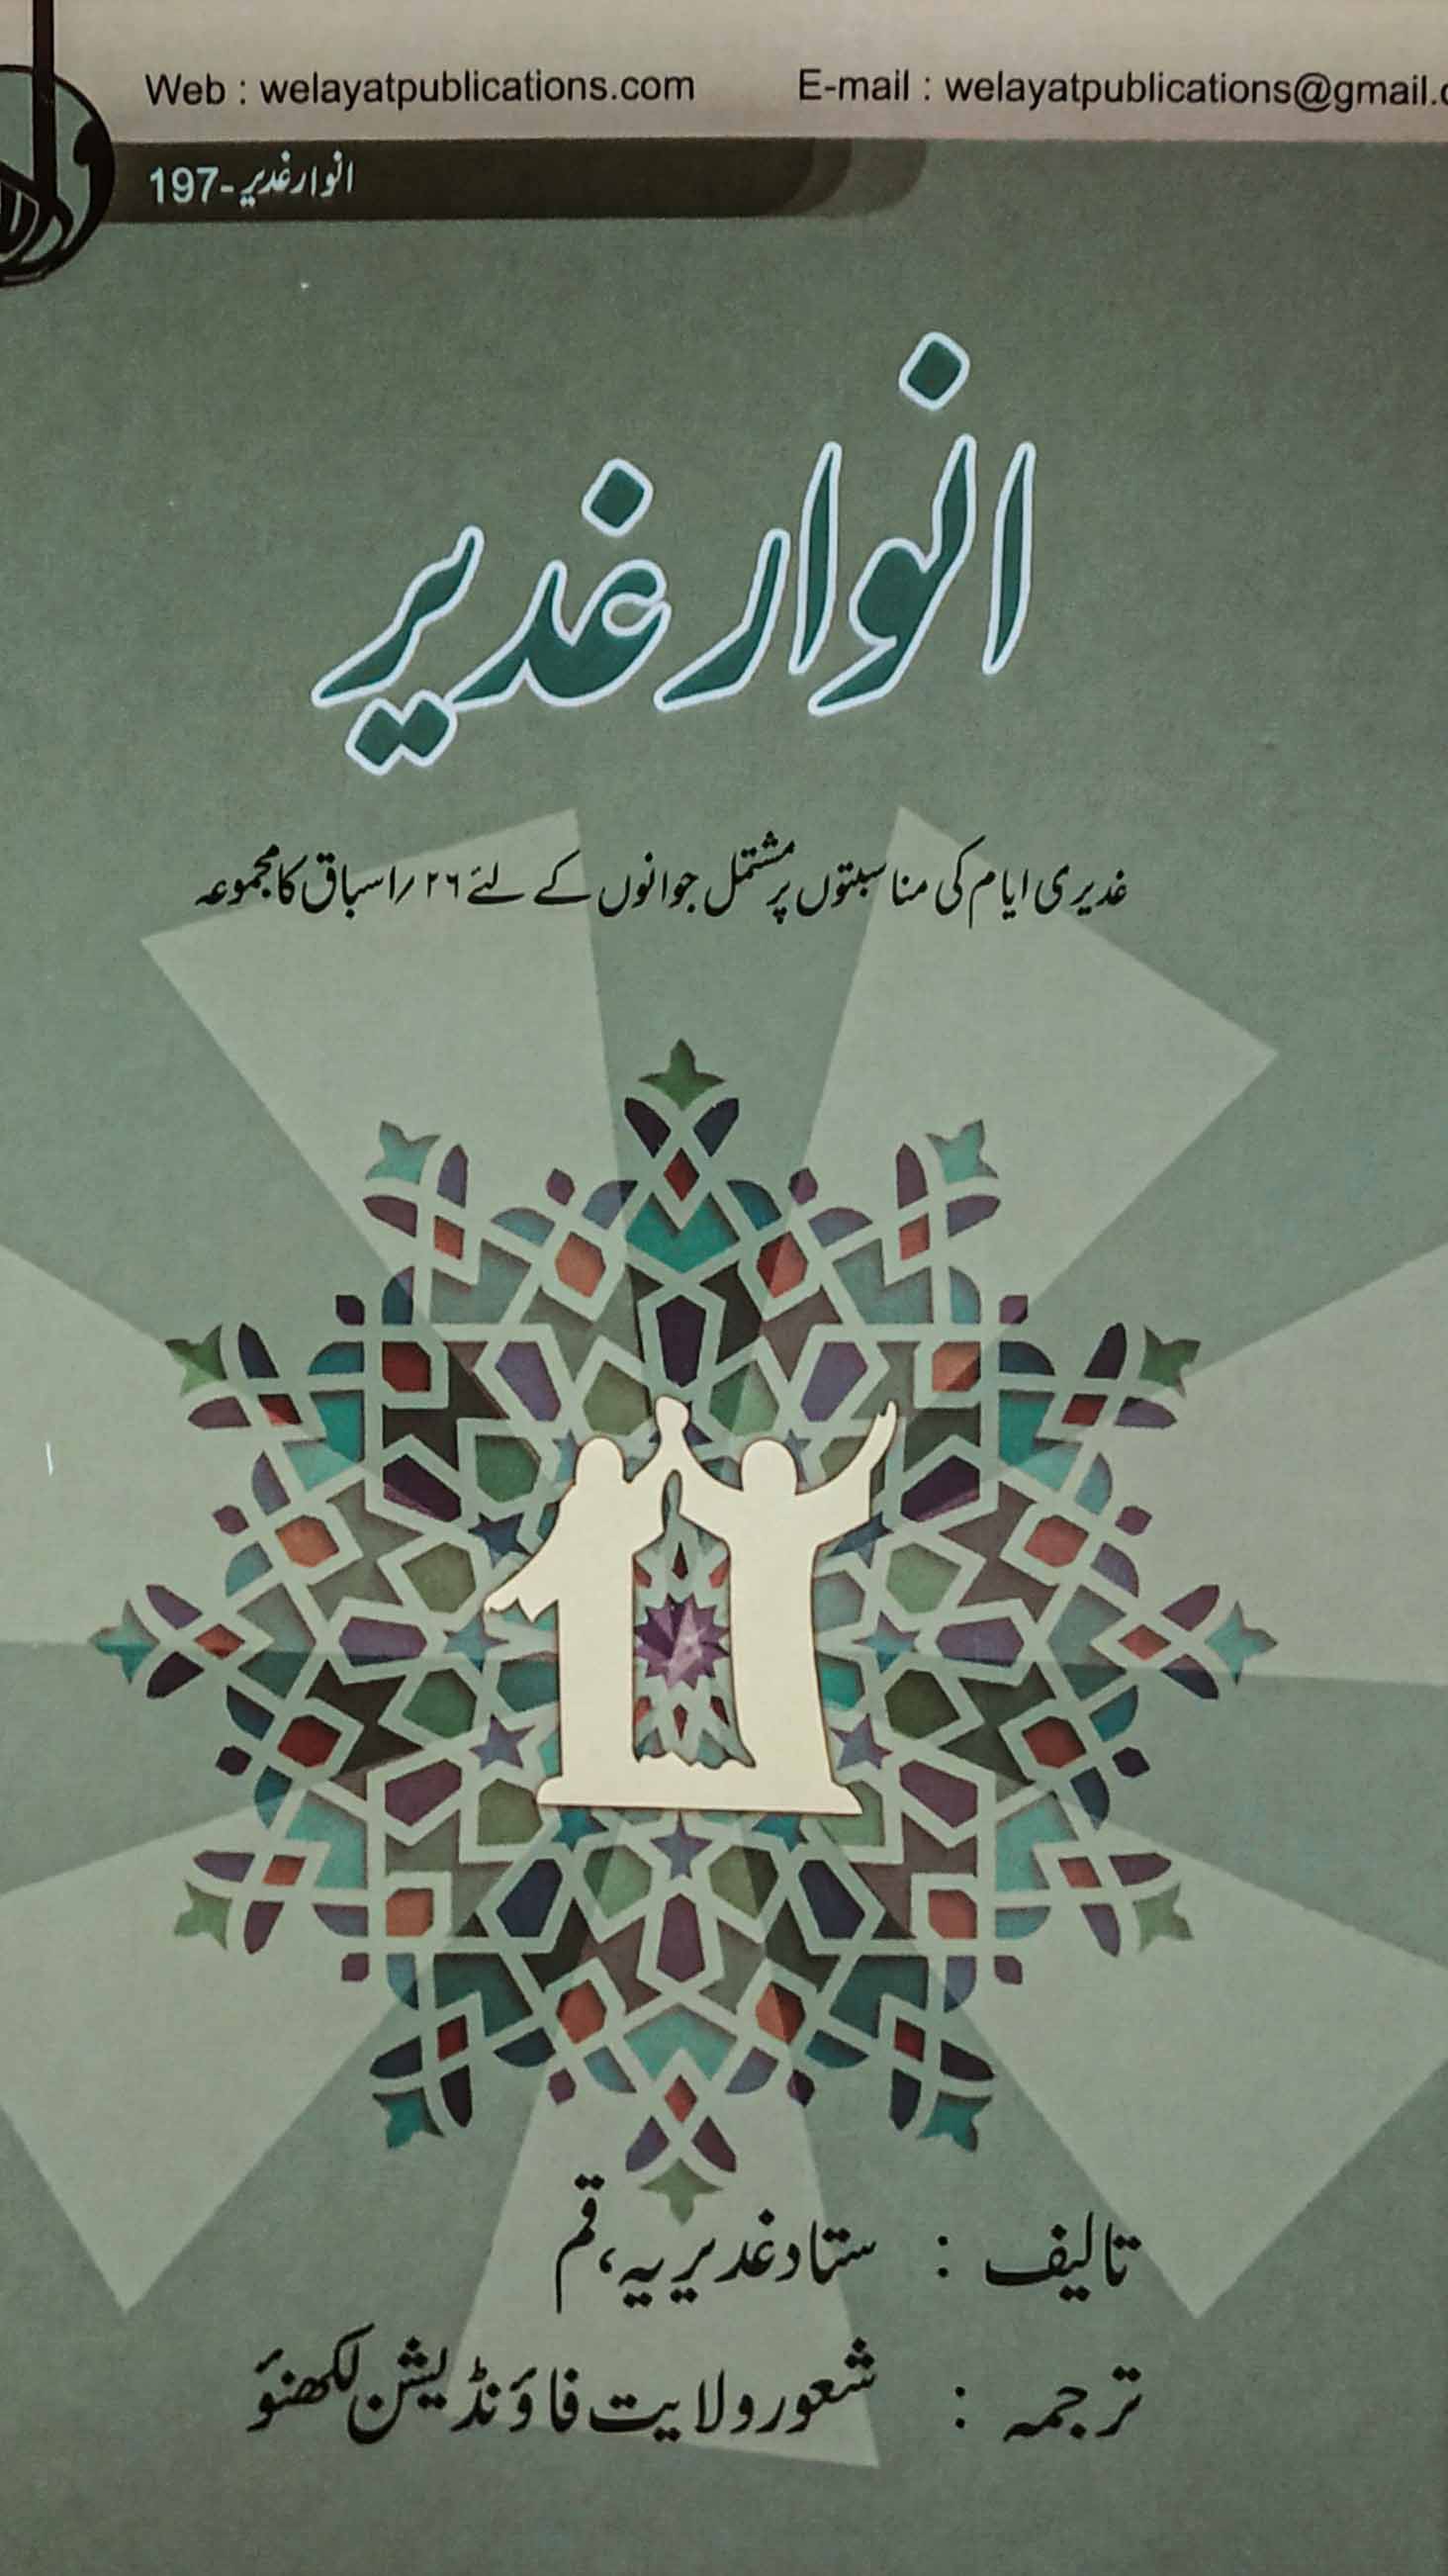 Web : welayatpublications.com E-mail : welayatpublications@gmail.c
انوار غدیر-197
انوار غدیر
غدیری ایام کی مناسبتوں پر مشتمل جوانوں کے لئے ۲۶/ اسباق کا مجموعہ
تالیف : ستاد غدیریہ، قم
ترجمہ : شعور ولایت فاؤنڈیشن لکھنؤ